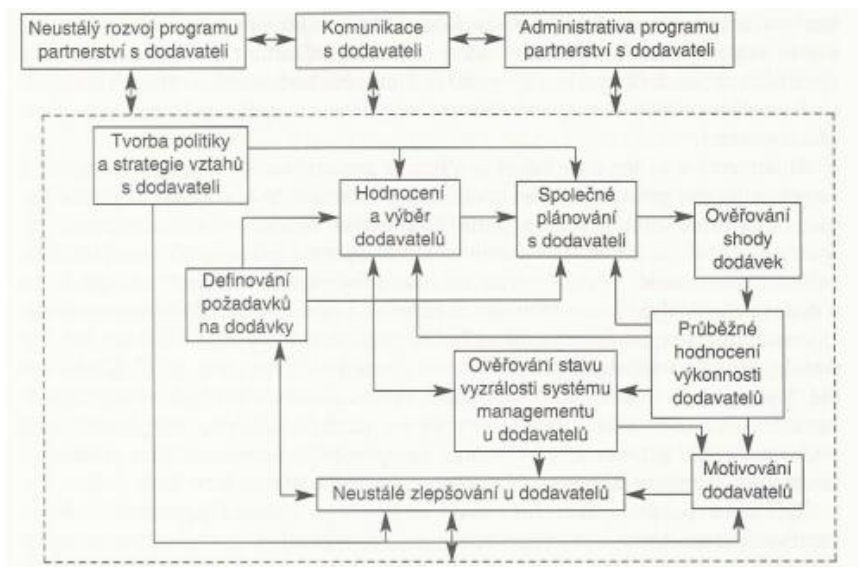 Neustálý rozvoj programu
partnerství s dodavateli
Komunikace
s dodavateli
Administrativa programu
partnerství s dodavateli
Tvorba politiky
a strategie vztahů
s dodavateli
Hodnocení
a výběr
dodavatelů
Společné
plánování
s dodavateli
Ověřování
shody
dodávek
Definování
požadavků
na dodávky
Průběžné
hodnocení
výkonnosti
dodavatelů
Ověřování stavu
vyzrálosti systému
managementu
u dodavatelů
Motivování
dodavatelů
Neustálé zlepšování u dodavatelů